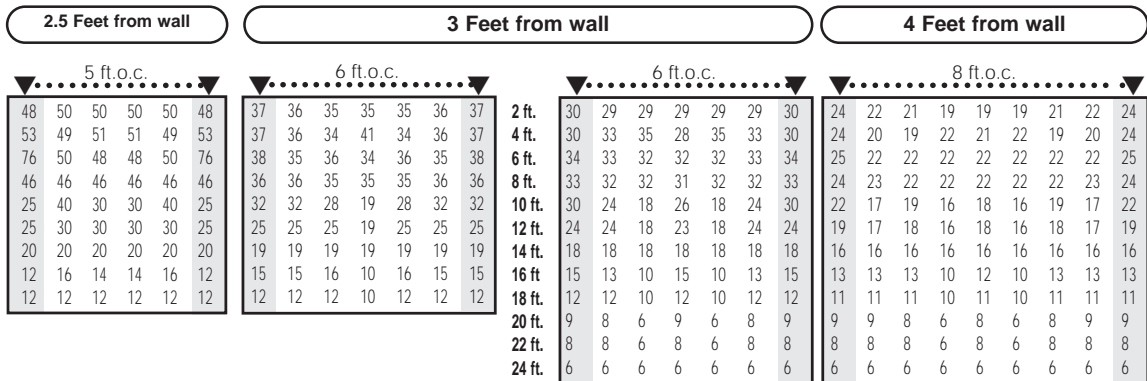 2.5 Feet from wall 3 Feet from wall 4 Feet from wall
5 ft.o.c. 6 ft.o.c. 6 ft.o.c. 8 ft.o.c.
48 50 50 50 50 48 37 36 35 35 35 36 37 2 ft. 30 29 29 29 29 29 30 24 22 21 19 19 19 21 22 24
53 49 51 51 49 53 37 36 34 41 34 36 37 4 ft. 30 33 35 28 35 33 30 24 20 19 22 21 22 19 20 24
76 50 48 48 50 76 38 35 36 34 36 35 38 6 ft. 34 33 32 32 32 33 34 25 22 22 22 22 22 22 22 25
46 46 46 46 46 46 36 36 35 35 35 36 36 8 ft. 33 32 32 31 32 32 33 24 23 22 22 22 22 22 23 24
25 40 30 30 40 25 32 32 28 19 28 32 32 10 ft. 30 24 18 26 18 24 30 22 17 19 16 18 16 19 17 22
25 30 30 30 30 25 25 25 25 19 25 25 25 12 ft. 24 24 18 23 18 24 24 19 17 18 16 18 16 18 17 19
20 20 20 20 20 20 19 19 19 19 19 19 19 14 ft. 18 18 18 18 18 18 18 16 16 16 16 16 16 16 16 16
12 16 14 14 16 12 15 15 16 10 16 15 15 16 ft 15 13 10 15 10 13 15 13 13 13 10 12 10 13 13 13
12 12 12 12 12 12 12 12 12 10 12 12 12 18 ft. 12 12 10 12 10 12 12 11 11 11 10 11 10 11 11 11
20 ft. 9 8 6 9 6 8 9 9 9 8 6 8 6 8 9 9
22 ft. 8 8 6 8 6 8 8 8 8 8 6 8 6 8 8 8
24 ft. 6 6 6 6 6 6 6 6 6 6 6 6 6 6 6 6